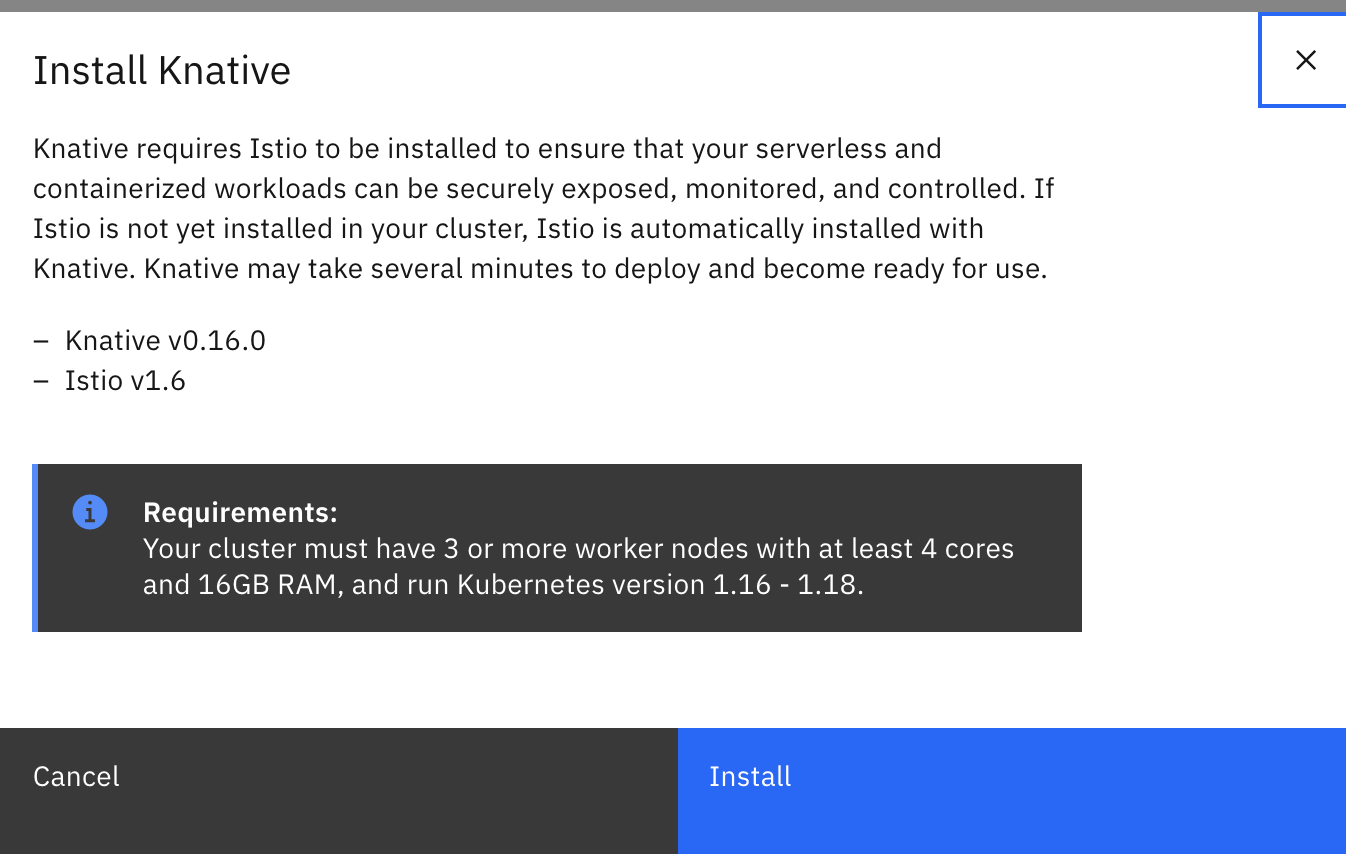 Install Knative
Knative requires Istio to be installed to ensure that your serverless and
containerized workloads can be securely exposed, monitored, and controlled. If
Istio is not yet installed in your cluster, Istio is automatically installed with
Knative. Knative may take several minutes to deploy and become ready for use.
– Knative v0.16.0
– Istio v1.6
Requirements:
Your cluster must have 3 or more worker nodes with at least 4 cores
and 16GB RAM, and run Kubernetes version 1.16 - 1.18.
Cancel
Install